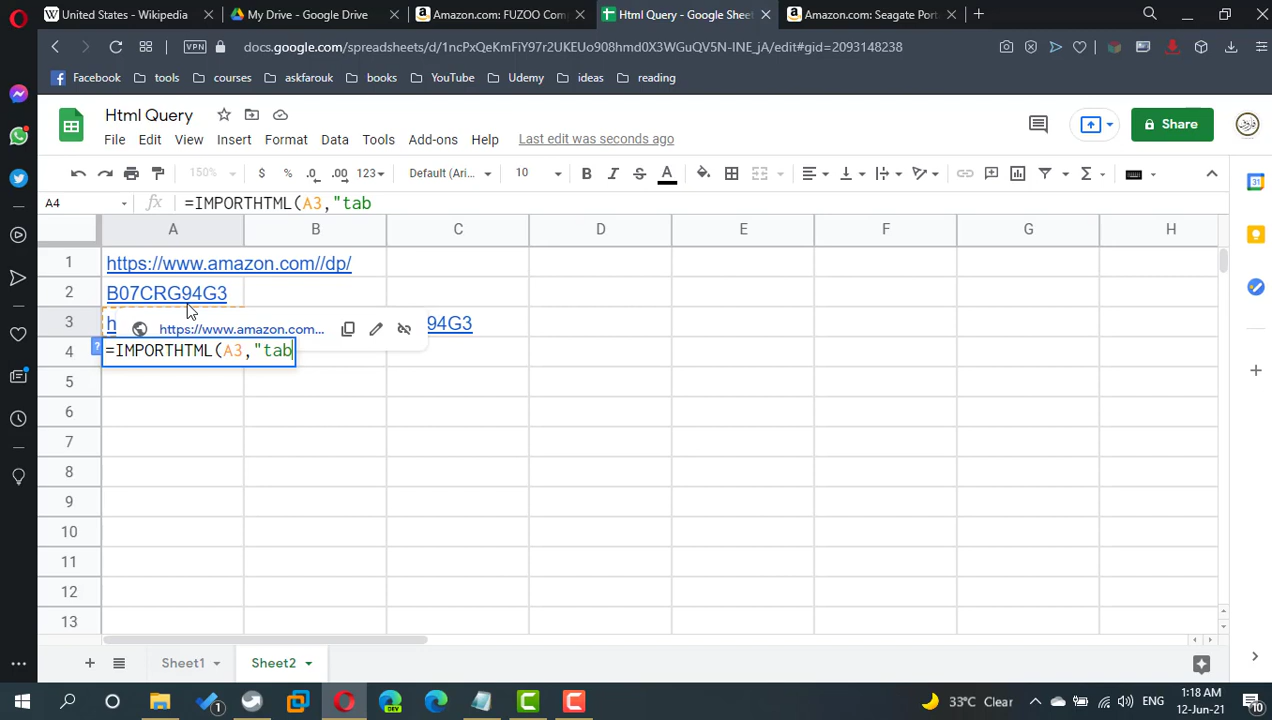 United States - Wikipedia
My Drive - Google Drive
Amazon.com: FUZOO Com
Html Query - Google Shee
Amazon.com: Seagate Port
VPN
docs.google.com/spreadsheets/d/1ncPxQeKmFiY97r2UKEUo908hmd0X3WGuQV5N-INE_jA/edit#gid=2093148238
Facebook
tools
courses
askfarouk
books
YouTube
Udemy
ideas
reading
Html Query
File
Edit
View
Insert
Format
Data
Tools
Add-ons
Help
Last edit was seconds ago
Share
150%
$
%
.0
.00
123
Default (Ari...
10
B
I
S
A
A4
fx
=IMPORTHTML(A3,"tab
A
B
C
D
E
F
G
H
1
https://www.amazon.com//dp/
2
B07CRG94G3
3
h
https://www.amazon.com...
94G3
4
? =IMPORTHTML(A3,"tab
5
6
7
8
9
10
11
12
13
Sheet1
Sheet2
1
DEV
33°C Clear
ENG
1:18 AM
12-Jun-21
10
31